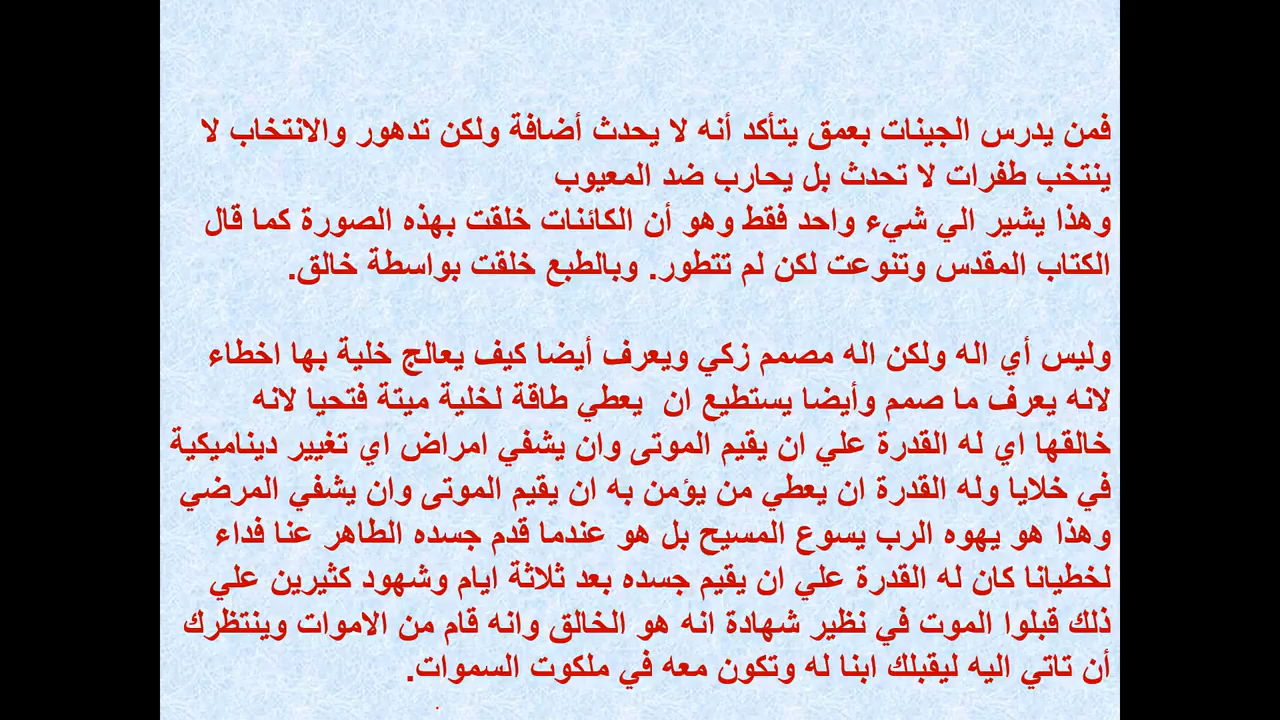 فمن يدرس الجينات بعمق يتأكد أنه لا يحدث أضافة ولكن تدهور والانتخاب لا
ينتخب طفرات لا تحدث بل يحارب ضد المعيوب
وهذا يشير الي شيء واحد فقط وهو أن الكائنات خلقت بهذه الصورة كما قال
الكتاب المقدس وتنوعت لكن لم تتطور. وبالطبع خلقت بواسطة خالق.
وليس أي اله ولكن اله مصمم زكي ويعرف أيضا كيف يعالج خلية بها اخطاء
لانه يعرف ما صمم وأيضا يستطيع ان يعطي طاقة لخلية ميتة فتحيا لانه
خالقها اي له القدرة علي ان يقيم الموتى وان يشفي امراض اي تغيير ديناميكية
في خلايا وله القدرة ان يعطي من يؤمن به ان يقيم الموتى وان يشفي المرضي
وهذا هو يهوه الرب يسوع المسيح بل هو عندما قدم جسده الطاهر عنا فداء
لخطيانا كان له القدرة علي ان يقيم جسده بعد ثلاثة ايام وشهود كثيرين علي
ذلك قبلوا الموت في نظير شهادة انه هو الخالق وانه قام من الاموات وينتظرك
أن تاتي اليه ليقبلك ابنا له وتكون معه في ملكوت السموات.